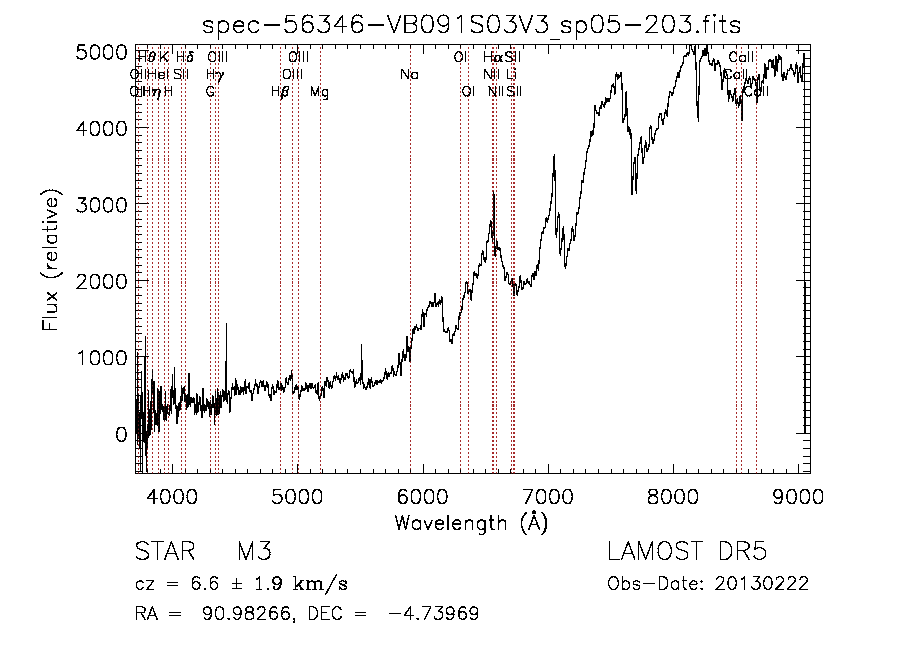 spec-56346-VB091S03V3_sp05-203.fits
5000
4000
3000
2000
1000
0
Flux (relative)
Hθ K Hδ OIII OIII OI Hα SII CaII
OII HeI SII Hγ OIII Na NII Li CaII
OII Hη H G Hβ Mg OI NII SII CaII
4000 5000 6000 7000 8000 9000
Wavelength (Å)
STAR M3 LAMOST DR5
cz = 6.6 ± 1.9 km/s Obs-Date: 20130222
RA = 90.98266, DEC = -4.73969